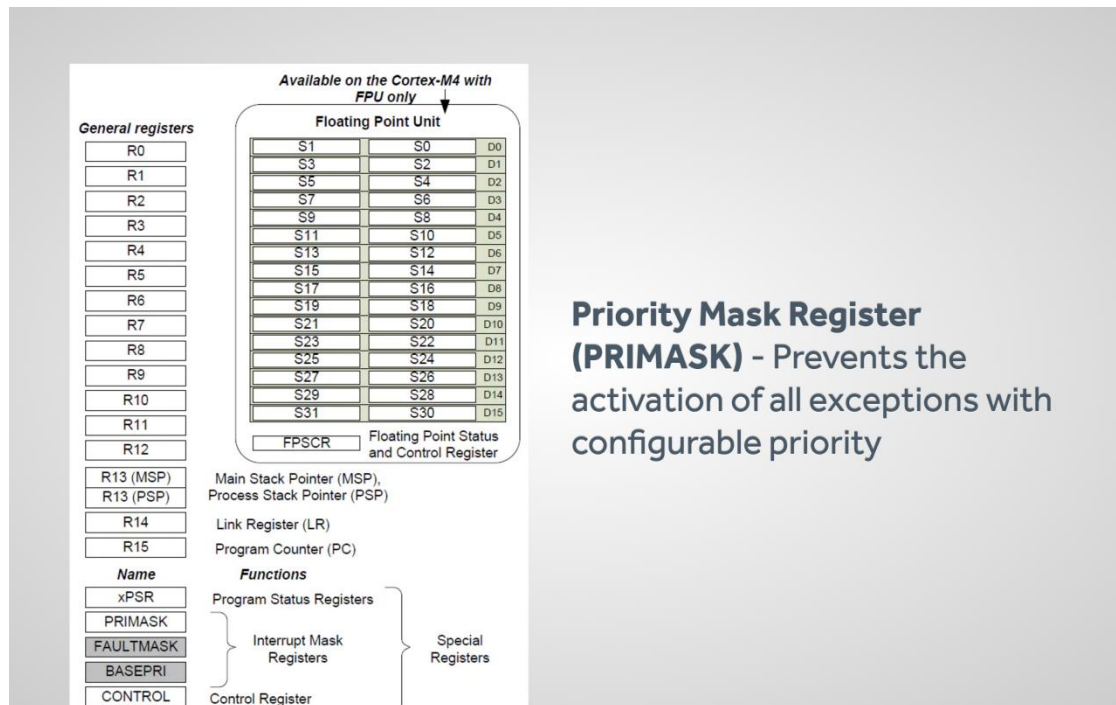 Available on the Cortex-M4 with
FPU only
General registers
Floating Point Unit
R0
R1
R2
R3
R4
R5
R6
R7
R8
R9
R10
R11
R12
S1 S0 D0
S3 S2 D1
S5 S4 D2
S7 S6 D3
S9 S8 D4
S11 S10 D5
S13 S12 D6
S15 S14 D7
S17 S16 D8
S19 S18 D9
S21 S20 D10
S23 S22 D11
S25 S24 D12
S27 S26 D13
S29 S28 D14
S31 S30 D15
FPSCR Floating Point Status
and Control Register
R13 (MSP) Main Stack Pointer (MSP),
R13 (PSP) Process Stack Pointer (PSP)
R14 Link Register (LR)
R15 Program Counter (PC)
Name Functions
xPSR Program Status Registers
PRIMASK
FAULTMASK
BASEPRI
Interrupt Mask
Registers
Special
Registers
CONTROL Control Register
Priority Mask Register
(PRIMASK) - Prevents the
activation of all exceptions with
configurable priority